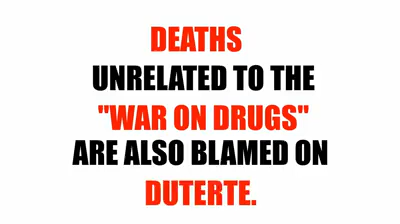 DEATHS
UNRELATED TO THE
"WAR ON DRUGS"
ARE ALSO BLAMED ON
DUTERTE.